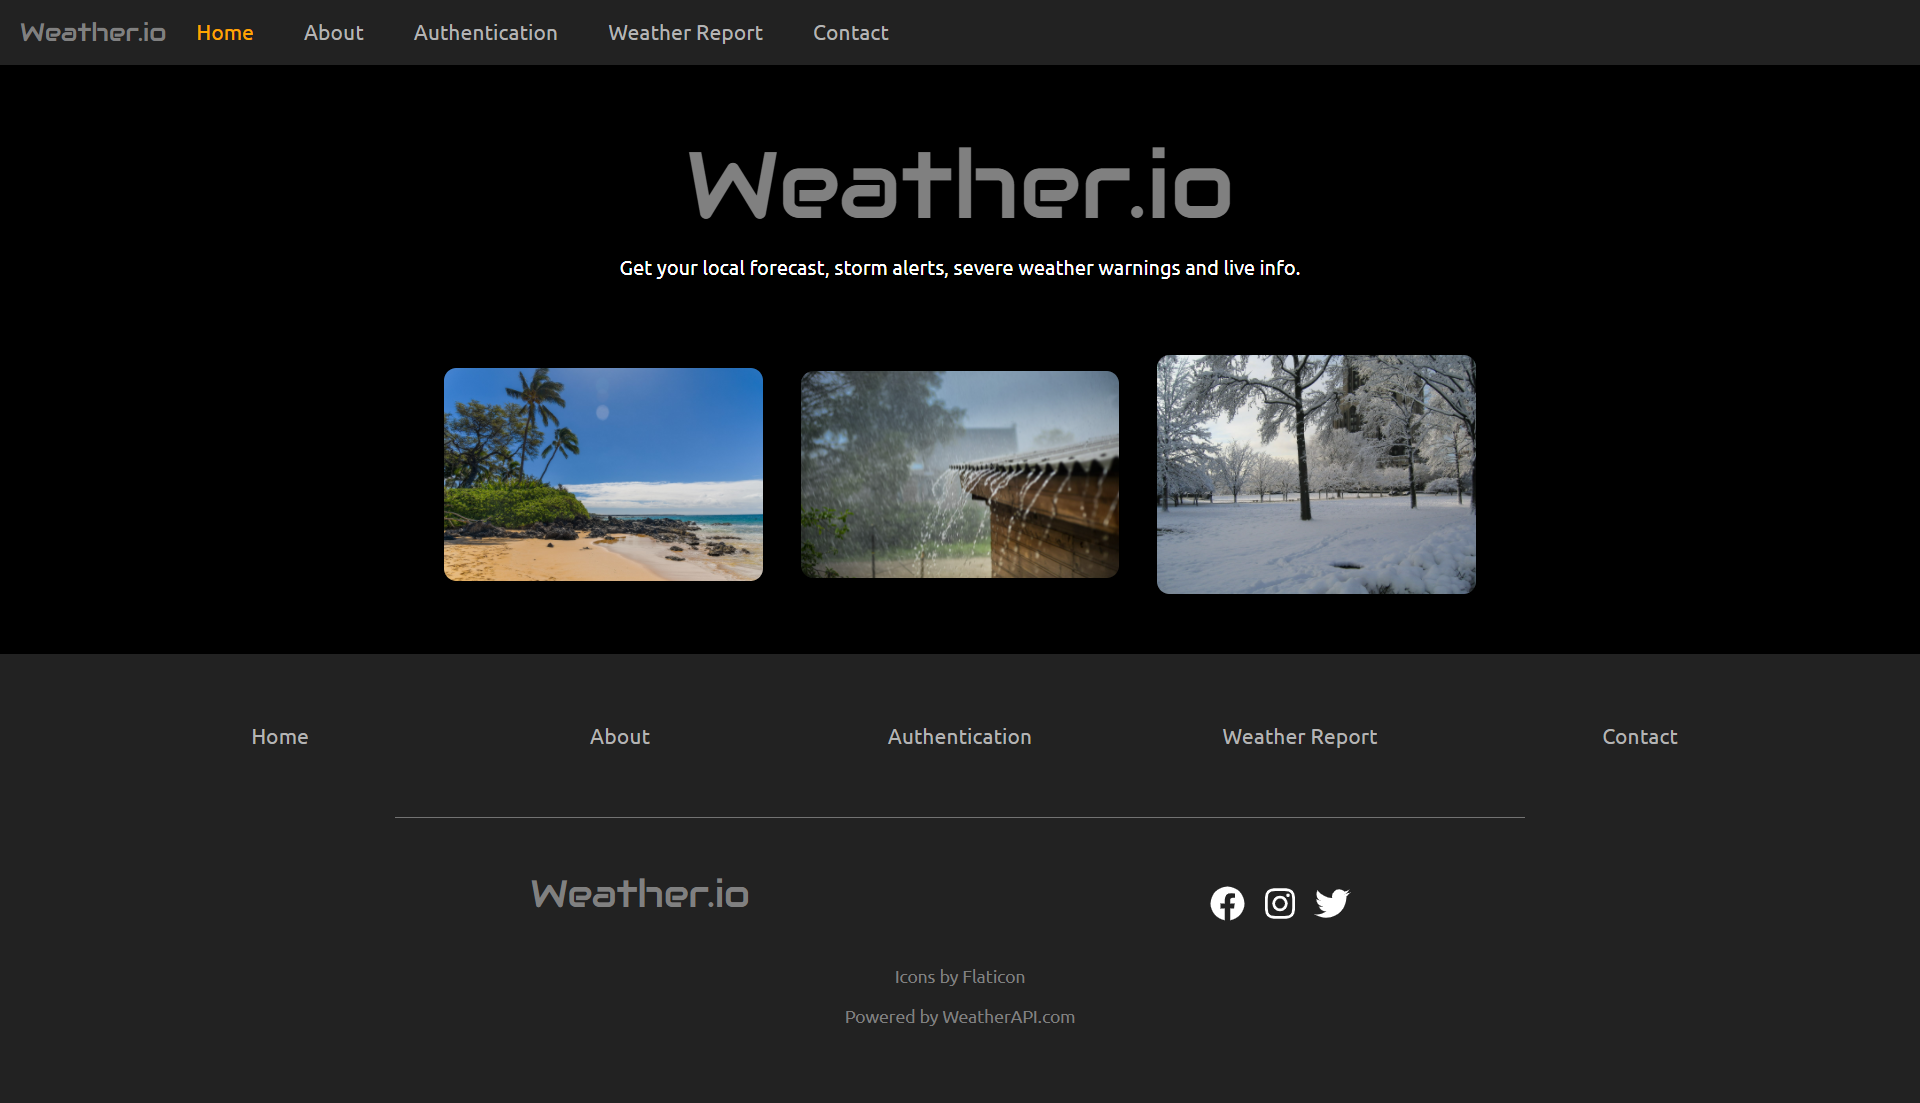 Weather.io Home About Authentication Weather Report Contact
Weather.io
Get your local forecast, storm alerts, severe weather warnings and live info.
Home About Authentication Weather Report Contact
Weather.io
Icons by Flaticon
Powered by WeatherAPI.com